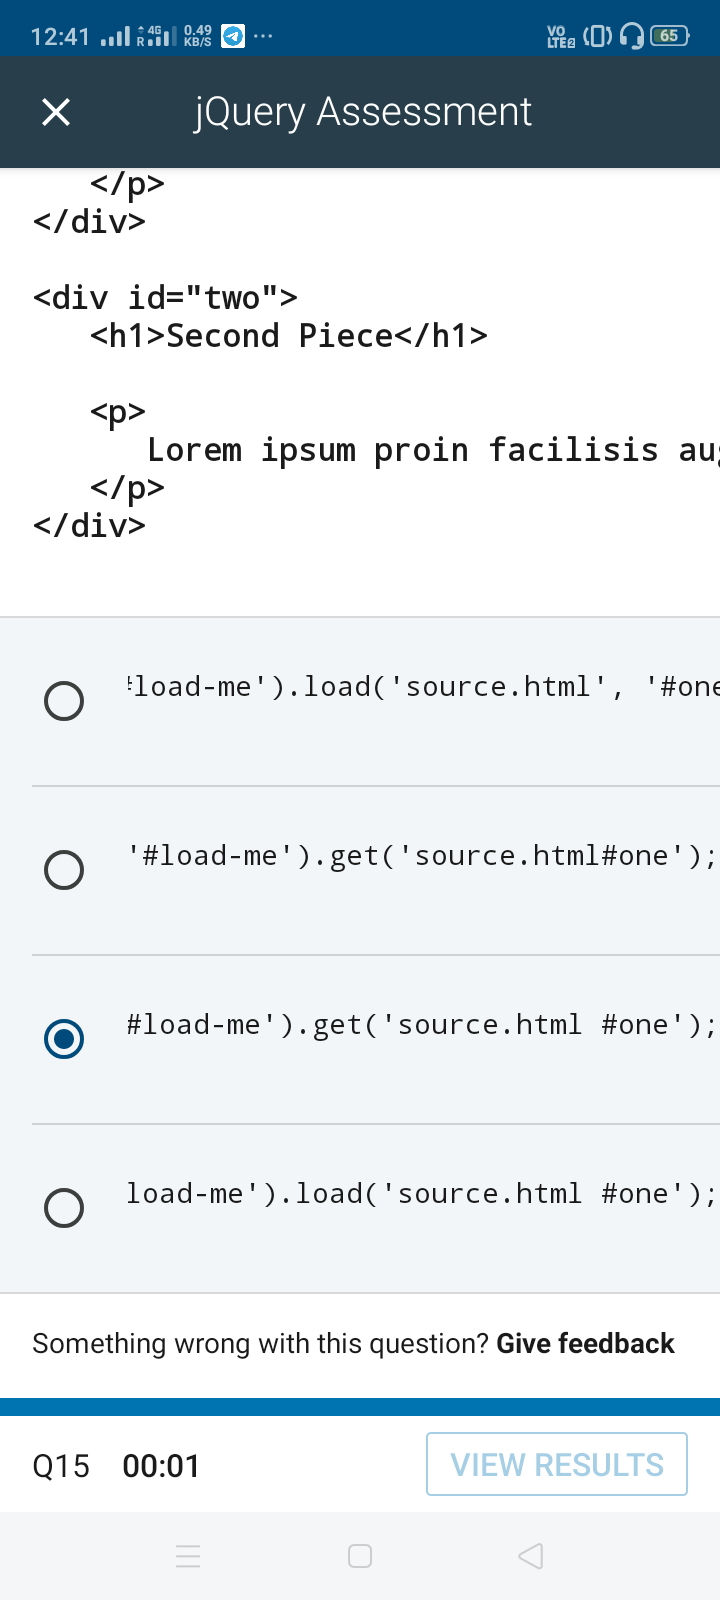 12:41 4G R 0.49 KB/S ... VO LTE 2 65
jQuery Assessment
</p>
</div>
<div id="two">
<h1>Second Piece</h1>
<p>
Lorem ipsum proin facilisis au
</p>
</div>
#load-me').load('source.html', '#one
'#load-me').get('source.html#one');
#load-me').get('source.html #one');
load-me').load('source.html #one');
Something wrong with this question? Give feedback
Q15 00:01 VIEW RESULTS